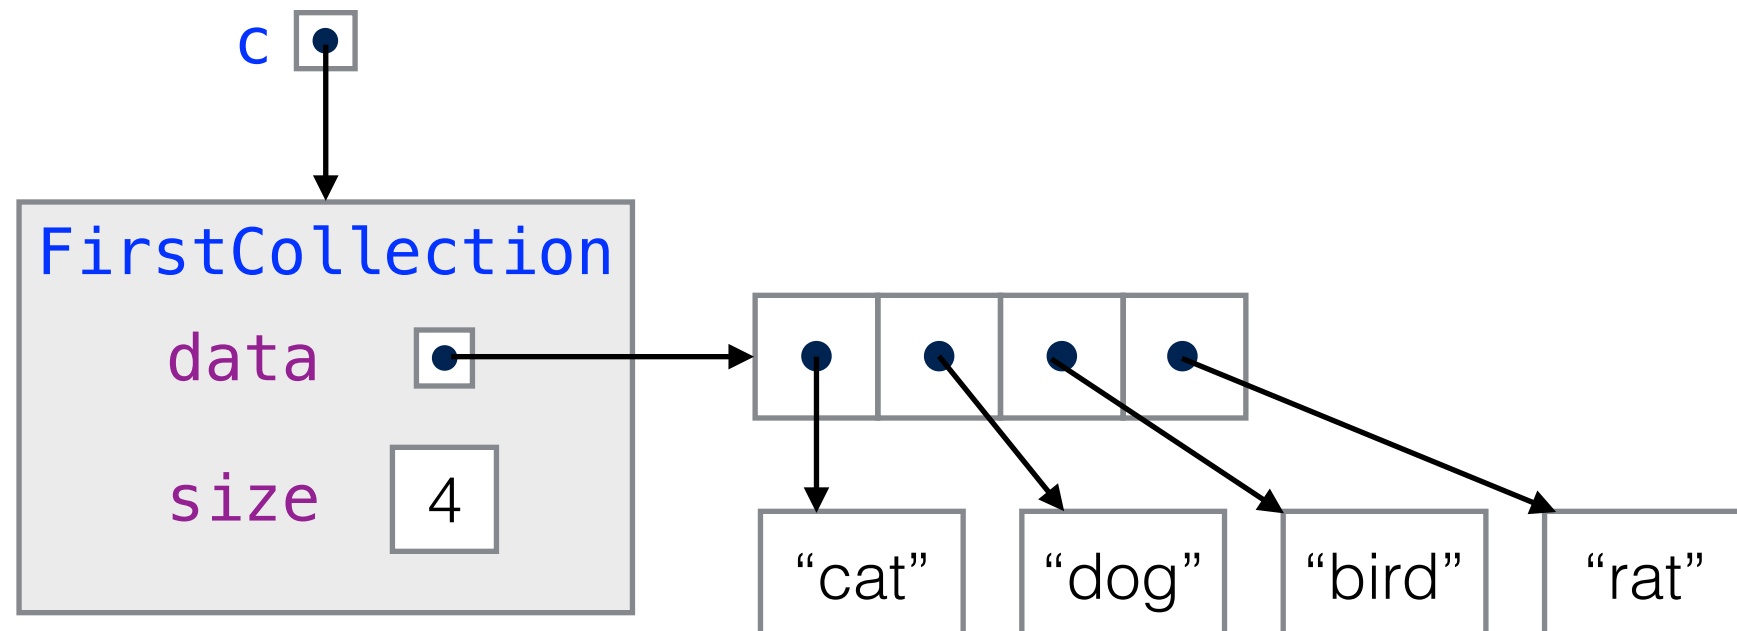 c
FirstCollection
data
size 4
“cat” “dog” “bird” “rat”